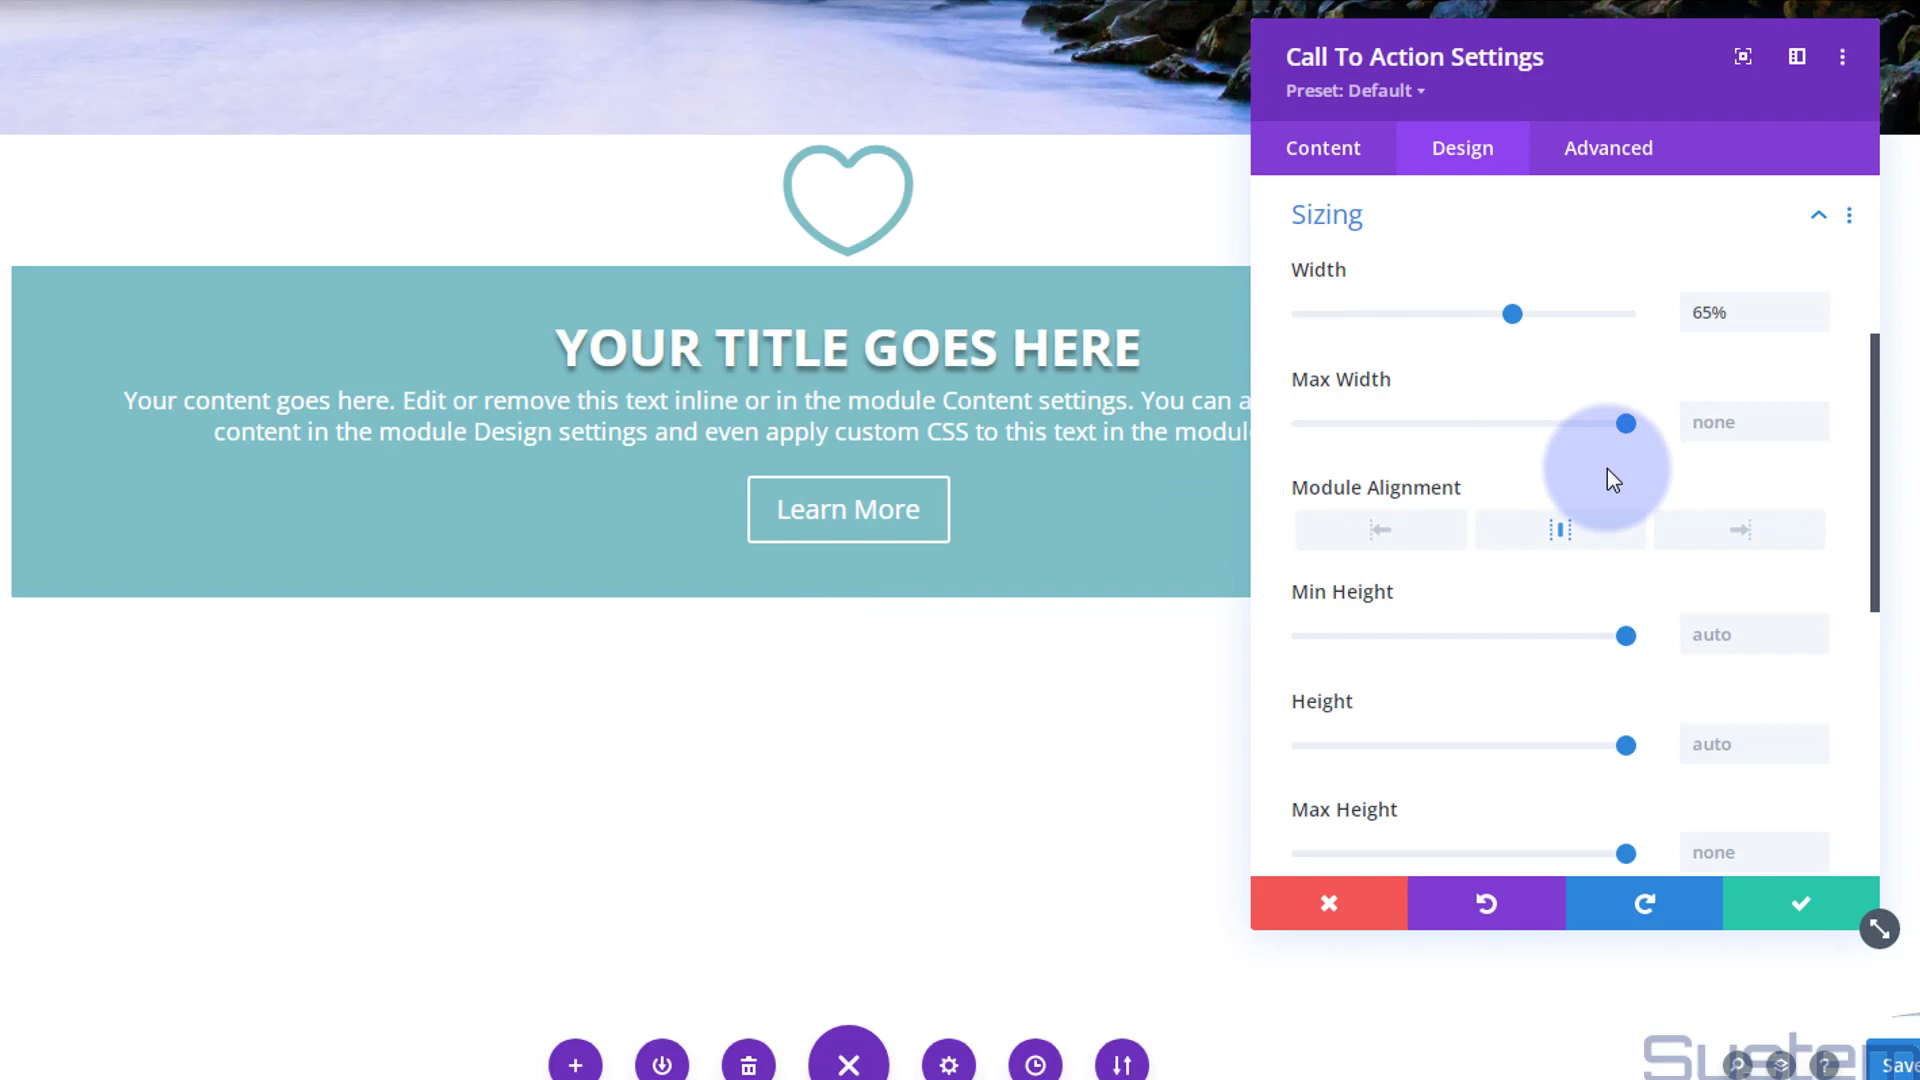 Call To Action Settings
Preset: Default
Content
Design
Advanced
Sizing
Width
65%
Max Width
none
Module Alignment
Min Height
auto
Height
auto
Max Height
none
YOUR TITLE GOES HERE
Your content goes here. Edit or remove this text inline or in the module Content settings. You can a
content in the module Design settings and even apply custom CSS to this text in the modul
Learn More
?
Save